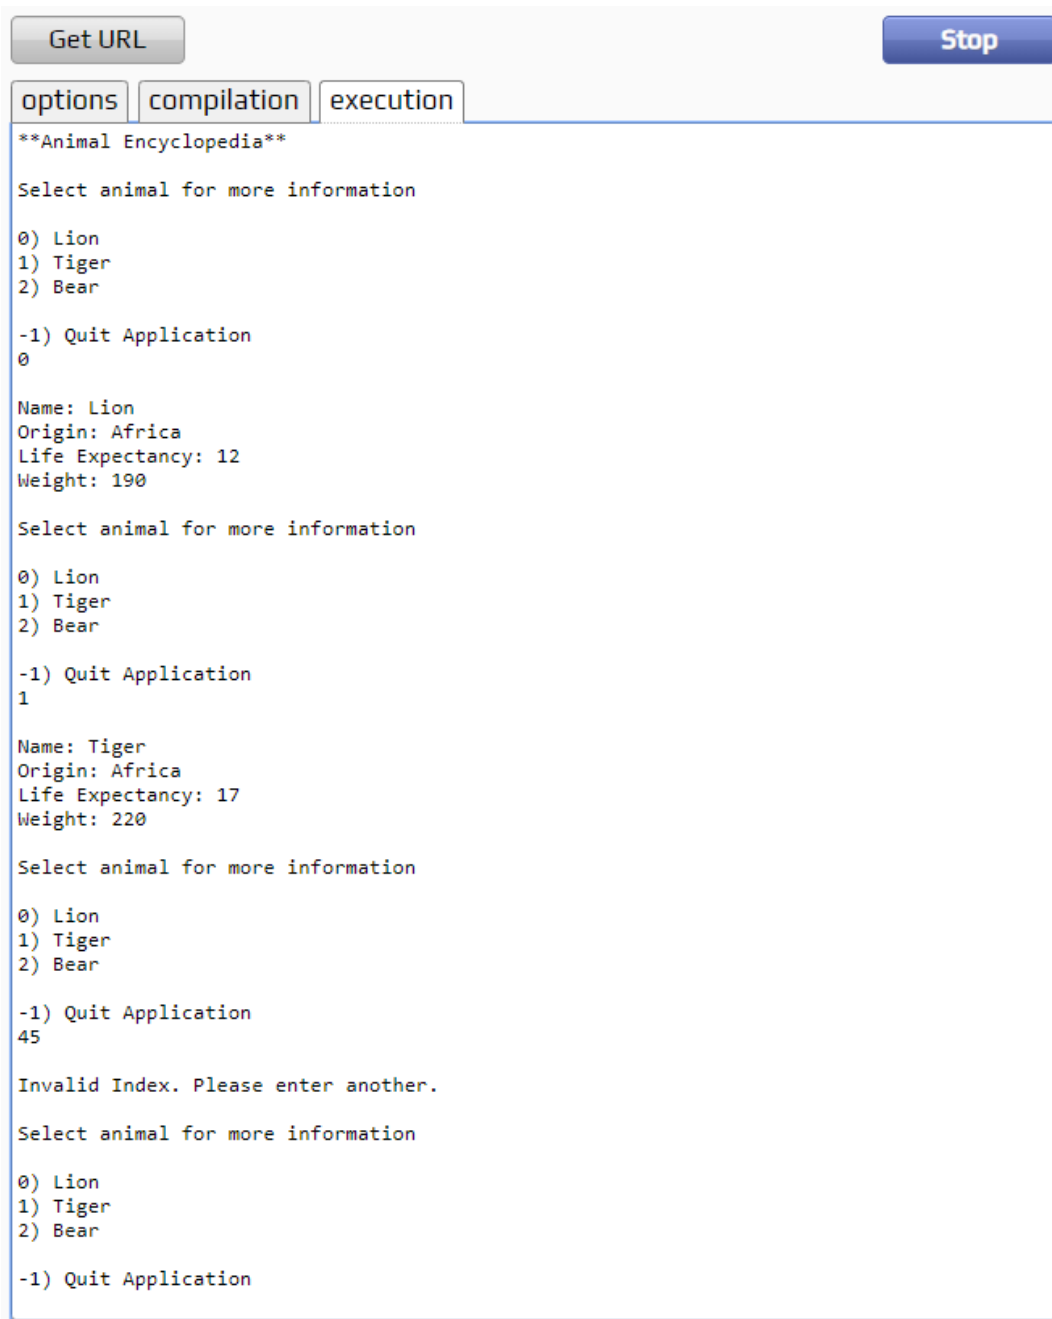 Get URL
Stop
options compilation execution
**Animal Encyclopedia**
Select animal for more information
0) Lion
1) Tiger
2) Bear
-1) Quit Application
0
Name: Lion
Origin: Africa
Life Expectancy: 12
Weight: 190
Select animal for more information
0) Lion
1) Tiger
2) Bear
-1) Quit Application
1
Name: Tiger
Origin: Africa
Life Expectancy: 17
Weight: 220
Select animal for more information
0) Lion
1) Tiger
2) Bear
-1) Quit Application
45
Invalid Index. Please enter another.
Select animal for more information
0) Lion
1) Tiger
2) Bear
-1) Quit Application